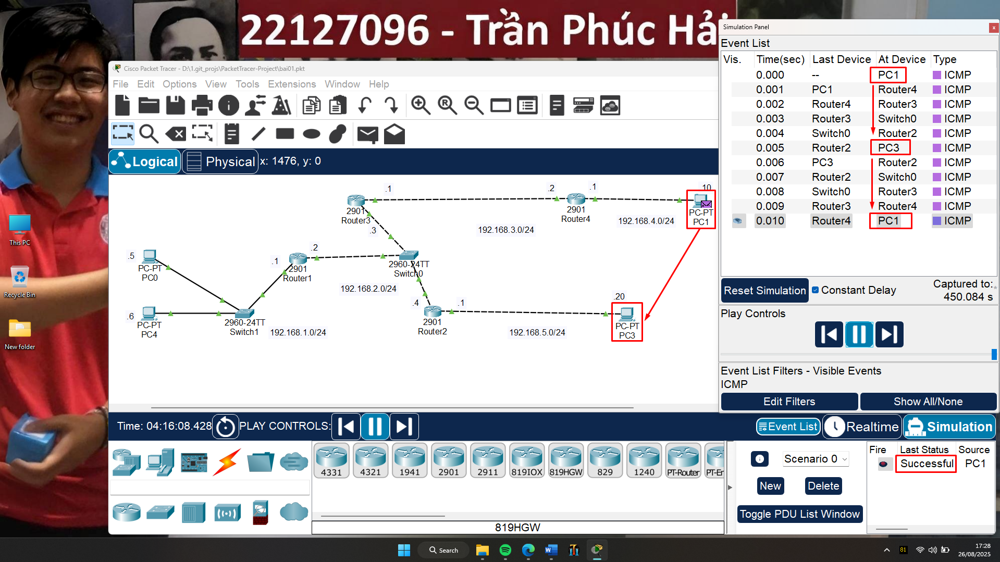 22127096 - Trần Phúc Hải
Cisco Packet Tracer - D:\1.git_projs\PacketTracer-Project\bai01.pkt
File Edit Options View Tools Extensions Window Help
Logical
Physical
x: 1476, y: 0
.1
.2
.1
.10
2901
Router3
2901
Router4
PC-PT
PC1
192.168.3.0/24
192.168.4.0/24
.3
.2
.5
PC-PT
PC0
.1
2901
Router1
2960-24TT
Switch0
192.168.2.0/24
.6
PC-PT
PC4
2960-24TT
Switch1
192.168.1.0/24
.4
.1
2901
Router2
192.168.5.0/24
.20
PC-PT
PC3
Simulation Panel
Event List
Vis. Time(sec) Last Device At Device Type
0.000 -- PC1 ICMP
0.001 PC1 Router4 ICMP
0.002 Router4 Router3 ICMP
0.003 Router3 Switch0 ICMP
0.004 Switch0 Router2 ICMP
0.005 Router2 PC3 ICMP
0.006 PC3 Router2 ICMP
0.007 Router2 Switch0 ICMP
0.008 Switch0 Router3 ICMP
0.009 Router3 Router4 ICMP
0.010 Router4 PC1 ICMP
Reset Simulation
Constant Delay
Captured to:*
450.084 s
Play Controls
Event List Filters - Visible Events
ICMP
Edit Filters
Show All/None
Time: 04:16:08.428
PLAY CONTROLS:
Event List
Realtime
Simulation
4331
4321
1941
2901
2911
819IOX
819HGW
829
1240
PT-Router
PT-Er
819HGW
Scenario 0
New
Delete
Toggle PDU List Window
Fire Last Status Source
Successful PC1
This PC
Recycle Bin
New folder
Search
81
17:28
26/08/2025